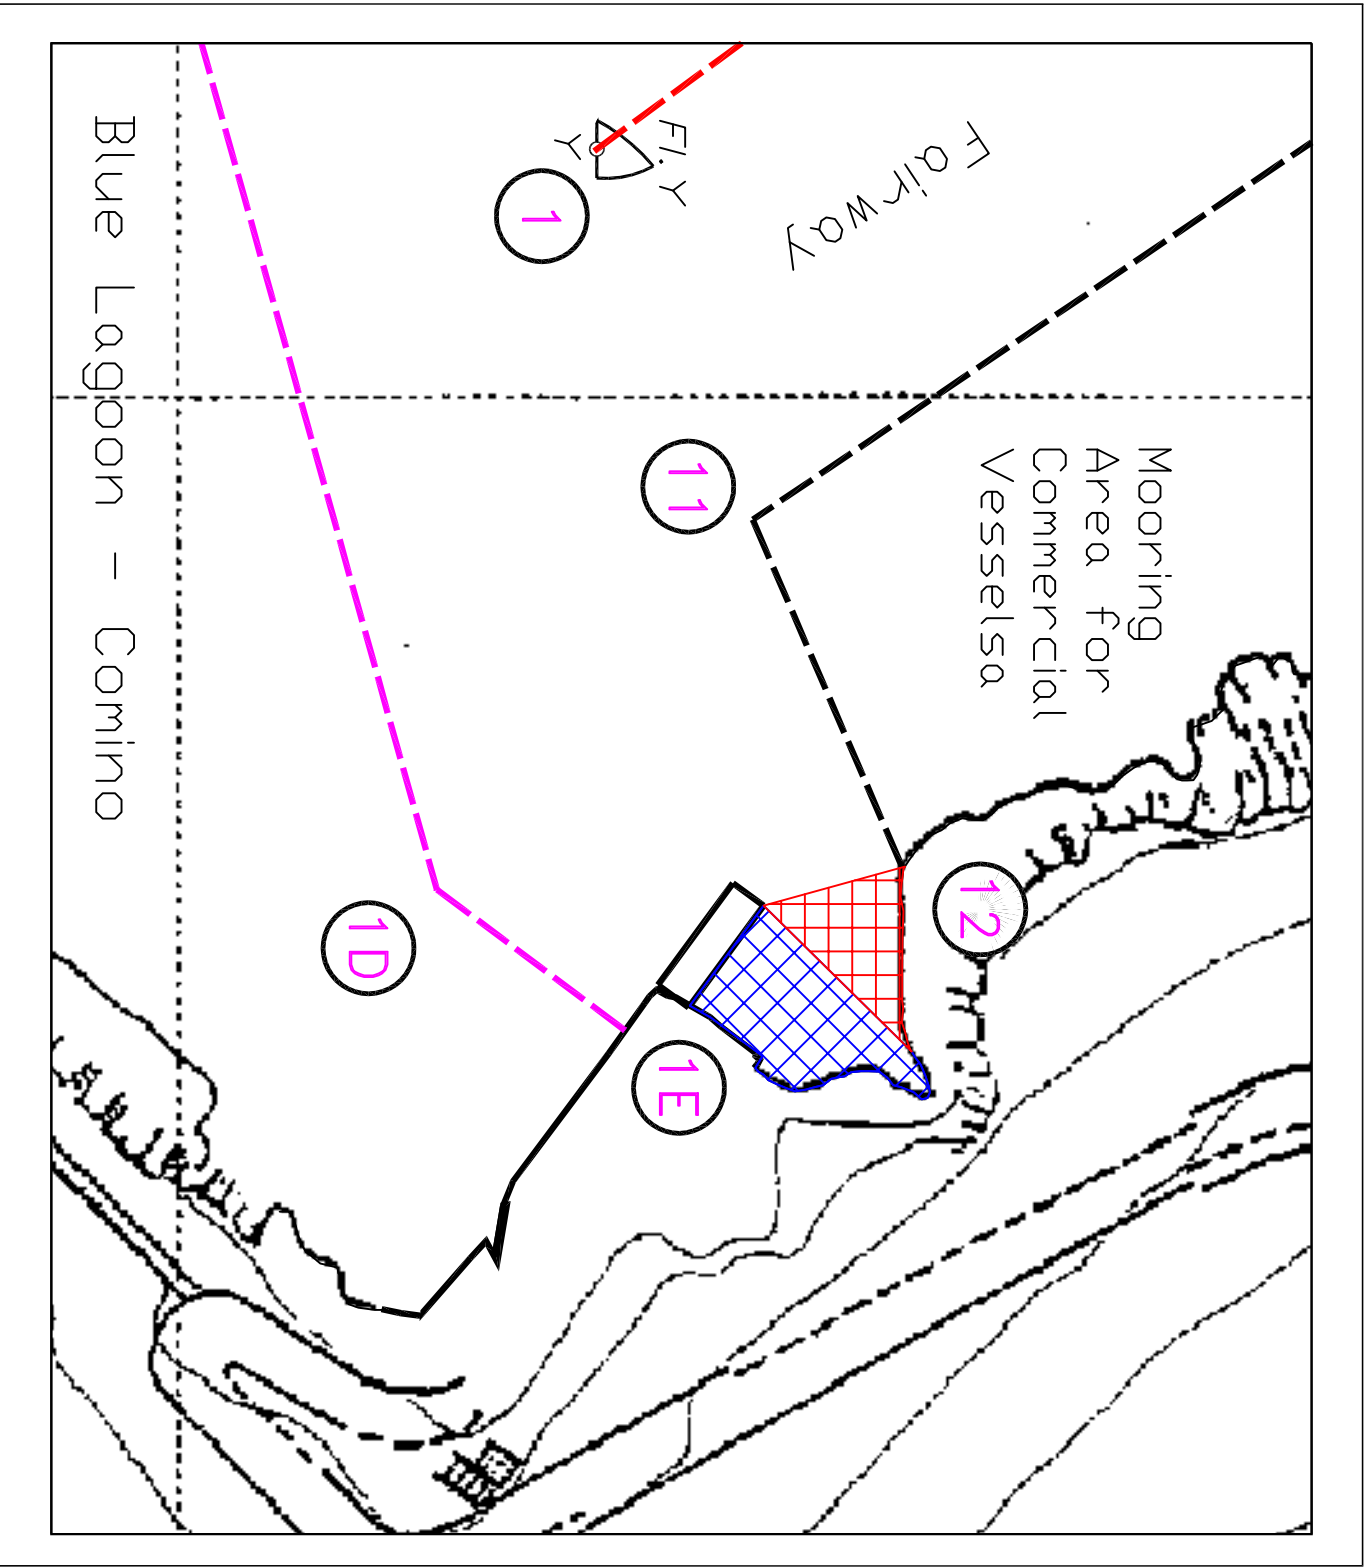 Fairway
Fl. Y
Y
1
11
Mooring
Area for
Commercial
Vesselsa
12
1D
1E
Blue Lagoon - Comino